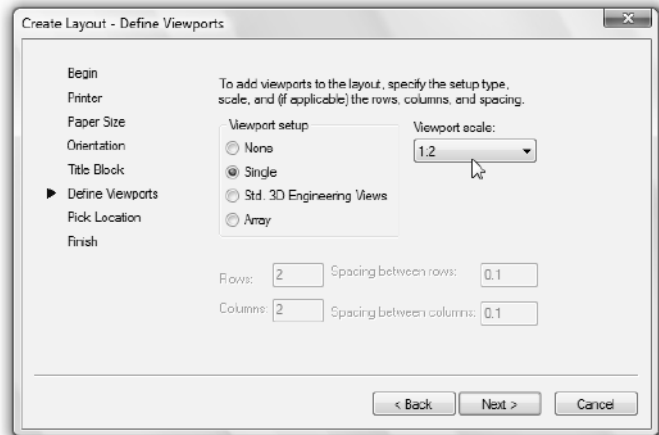 Create Layout - Define Viewports
Begin
Printer
Paper Size
Orientation
Title Block
Define Viewports
Pick Location
Finish
To add viewports to the layout, specify the setup type,
scale, and (if applicable) the rows, columns, and spacing.
Viewport setup
None
Single
Std. 3D Engineering Views
Array
Viewport scale:
1:2
Rows: 2 Spacing between rows: 0.1
Columns: 2 Spacing between columns: 0.1
< Back Next > Cancel